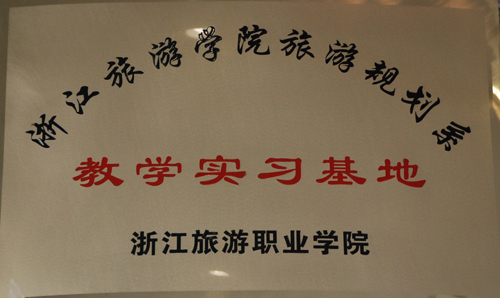 浙江旅游学院旅游规划系
教学实习基地
浙江旅游职业学院